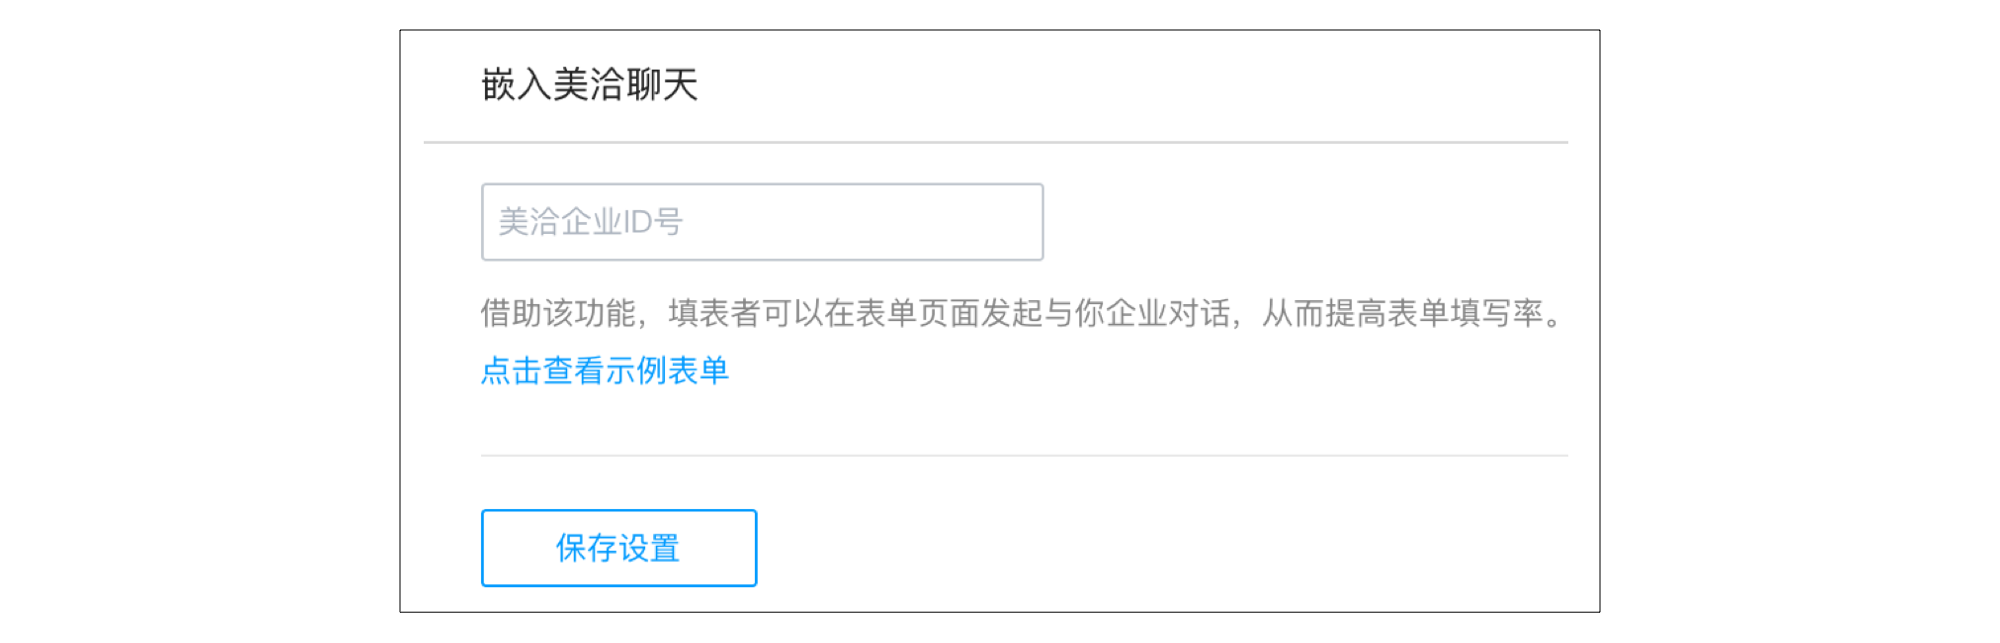 嵌入美洽聊天
美洽企业ID号
借助该功能，填表者可以在表单页面发起与你企业对话，从而提高表单填写率。
点击查看示例表单
保存设置